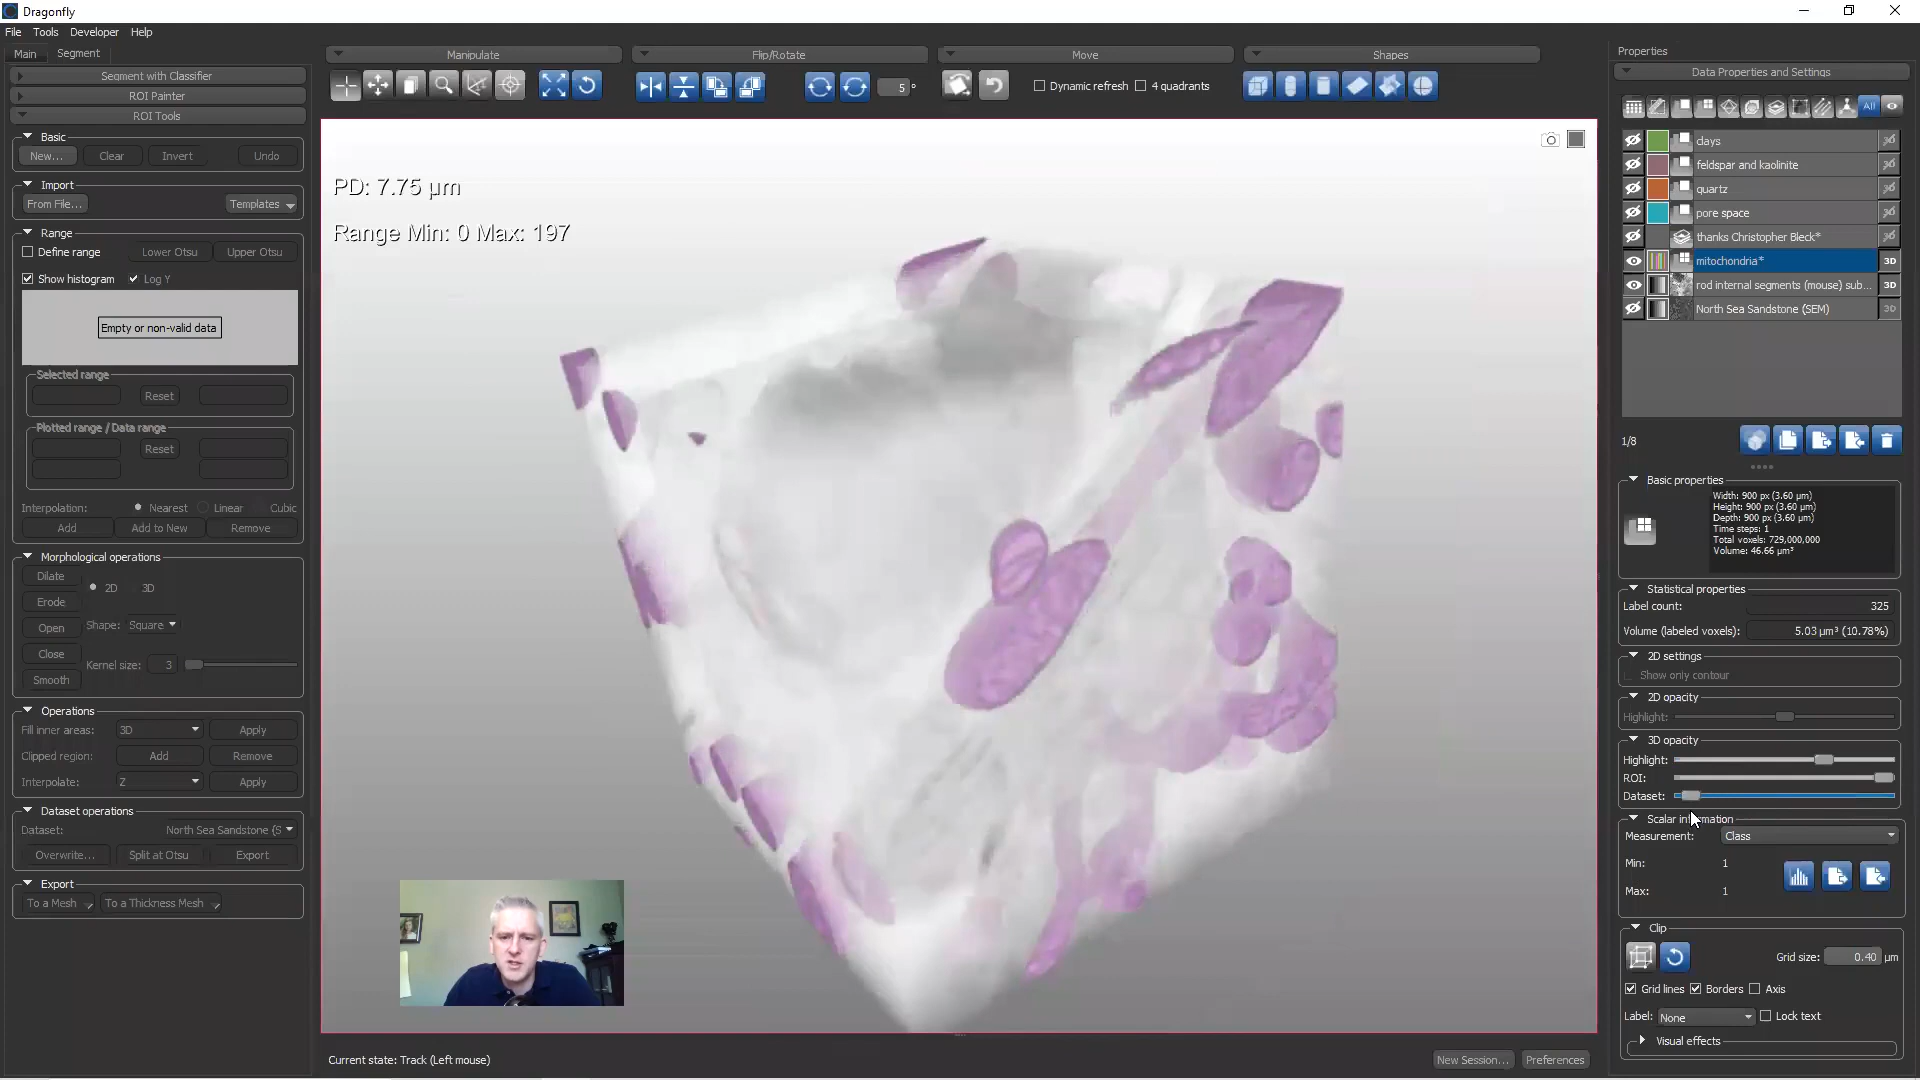 Dragonfly
File Tools Developer Help
Main Segment
Segment with Classifier
ROI Painter
ROI Tools
Basic
New... Clear Invert Undo
Import
From File... Templates
Range
Define range Lower Otsu Upper Otsu
Show histogram Log Y
Empty or non-valid data
Selected range
Reset
Plotted range / Data range
Reset
Interpolation: Nearest Linear Cubic
Add Add to New Remove
Morphological operations
Dilate 2D 3D
Erode
Open Shape: Square
Close Kernel size: 3
Smooth
Operations
Fill inner areas: 3D Apply
Clipped region: Add Remove
Interpolate: Z Apply
Dataset operations
Dataset: North Sea Sandstone (S
Overwrite... Split at Otsu Export
Export
To a Mesh To a Thickness Mesh
Manipulate Flip/Rotate Move Shapes
5 °
Dynamic refresh 4 quadrants
PD: 7.75 µm
Range Min: 0 Max: 197
Current state: Track (Left mouse)
New Session... Preferences
Properties
Data Properties and Settings
All
clays 3D
feldspar and kaolinite 3D
quartz 3D
pore space 3D
thanks Christopher Bleck* 3D
mitochondria* 3D
rod internal segments (mouse) sub... 3D
North Sea Sandstone (SEM) 3D
1/8
Basic properties
Width: 900 px (3.60 µm)
Height: 900 px (3.60 µm)
Depth: 900 px (3.60 µm)
Time steps: 1
Total voxels: 729,000,000
Volume: 46.66 µm³
Statistical properties
Label count: 325
Volume (labeled voxels): 5.03 µm³ (10.78%)
2D settings
Show only contour
2D opacity
Highlight:
3D opacity
Highlight:
ROI:
Dataset:
Scalar information
Measurement: Class
Min: 1
Max: 1
Clip
Grid size: 0.40 µm
Grid lines Borders Axis
Label: None Lock text
Visual effects